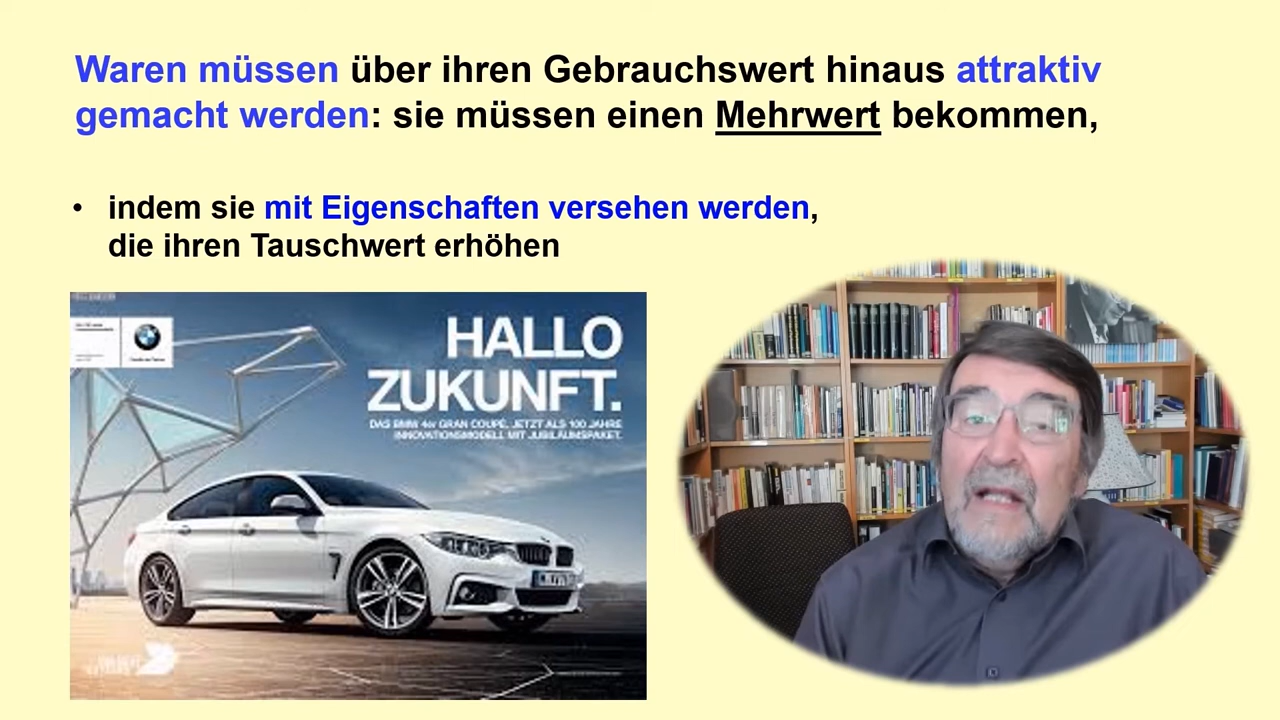 Waren müssen über ihren Gebrauchswert hinaus attraktiv
gemacht werden: sie müssen einen Mehrwert bekommen,
• indem sie mit Eigenschaften versehen werden,
die ihren Tauschwert erhöhen
HALLO
ZUKUNFT.
DAS BMW 4er GRAN COUPÉ, JETZT ALS 100 JAHRE
INNOVATIONSMODELL MIT JUBILÄUMSPAKET.